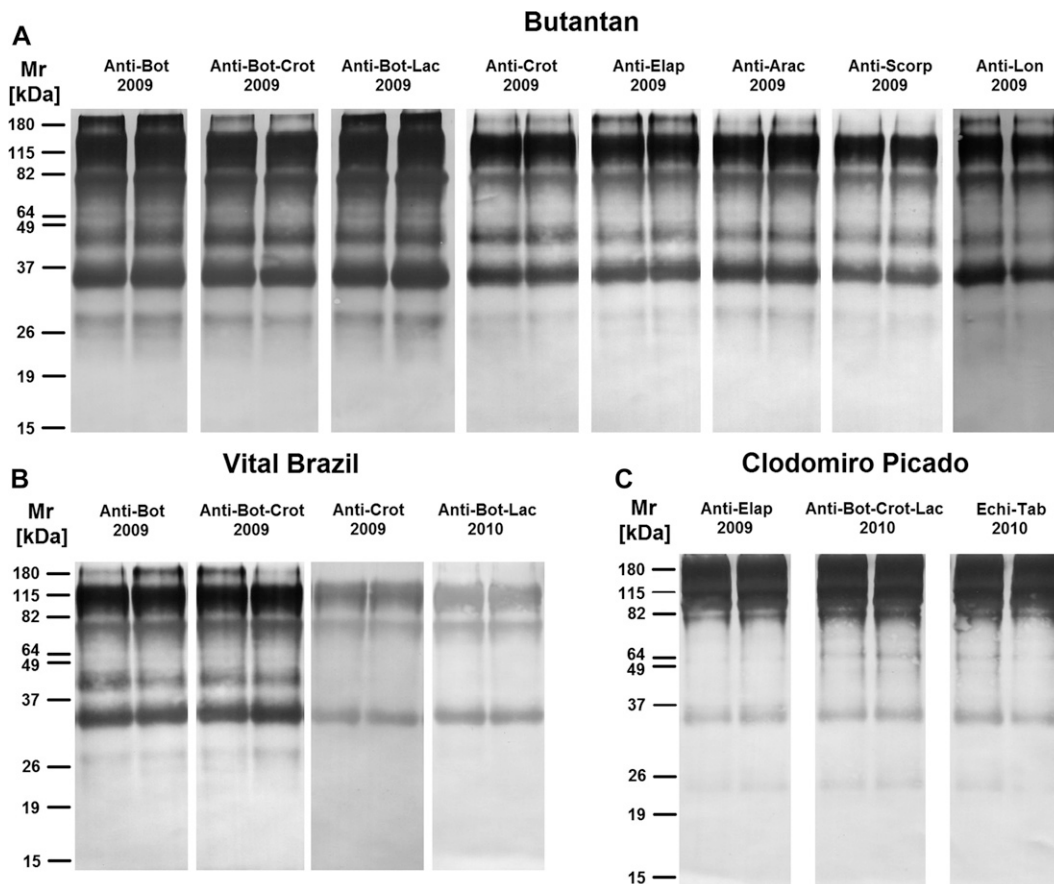 Butantan
A
Mr
[kDa]
Anti-Bot
2009
Anti-Bot-Crot
2009
Anti-Bot-Lac
2009
Anti-Crot
2009
Anti-Elap
2009
Anti-Arac
2009
Anti-Scorp
2009
Anti-Lon
2009
180
115
82
64
49
37
26
19
15
Vital Brazil
B
Mr
[kDa]
Anti-Bot
2009
Anti-Bot-Crot
2009
Anti-Crot
2009
Anti-Bot-Lac
2010
180
115
82
64
49
37
26
19
15
Clodomiro Picado
C
Mr
[kDa]
Anti-Elap
2009
Anti-Bot-Crot-Lac
2010
Echi-Tab
2010
180
115
82
64
49
37
26
19
15